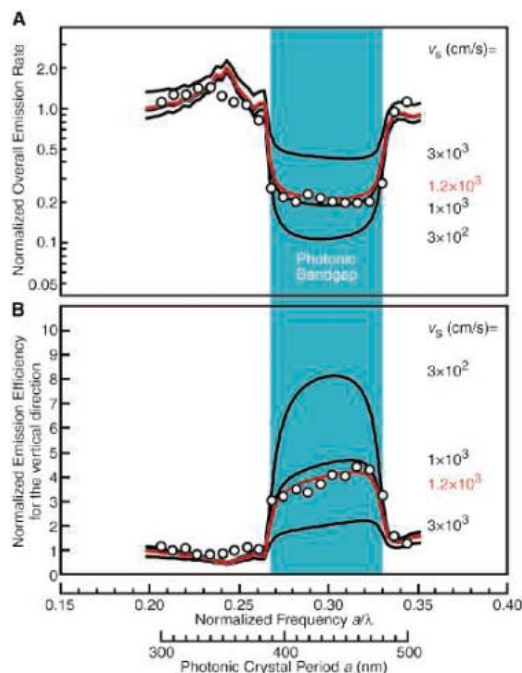 A
Normalized Overall Emission Rate
2.0
1.0
0.5
0.2
0.1
0.05
v_s (cm/s)=
3×10³
1.2×10³
1×10³
3×10²
Photonic
Bandgap
B
Normalized Emission Efficiency
for the vertical direction
10
9
8
7
6
5
4
3
2
1
0
v_s (cm/s)=
3×10²
1×10³
1.2×10³
3×10³
0.15 0.20 0.25 0.30 0.35 0.40
Normalized Frequency a/λ
300 400 500
Photonic Crystal Period a (nm)